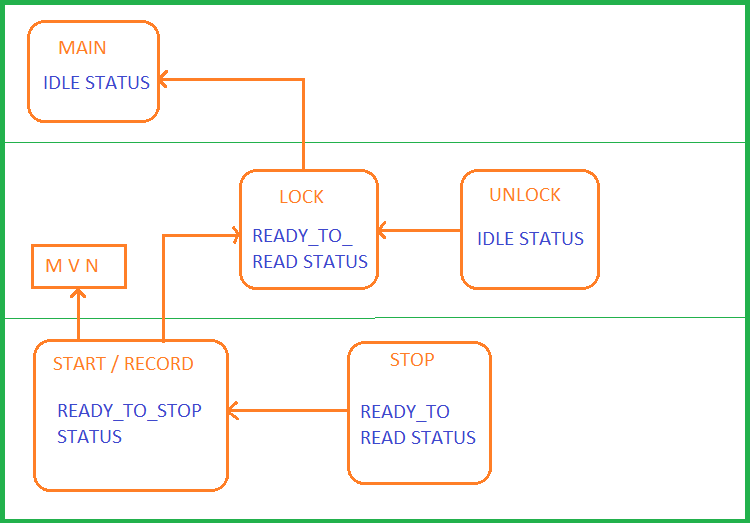 MAIN
IDLE STATUS
LOCK
READY_TO_
READ STATUS
UNLOCK
IDLE STATUS
M V N
START / RECORD
READY_TO_STOP
STATUS
STOP
READY_TO
READ STATUS